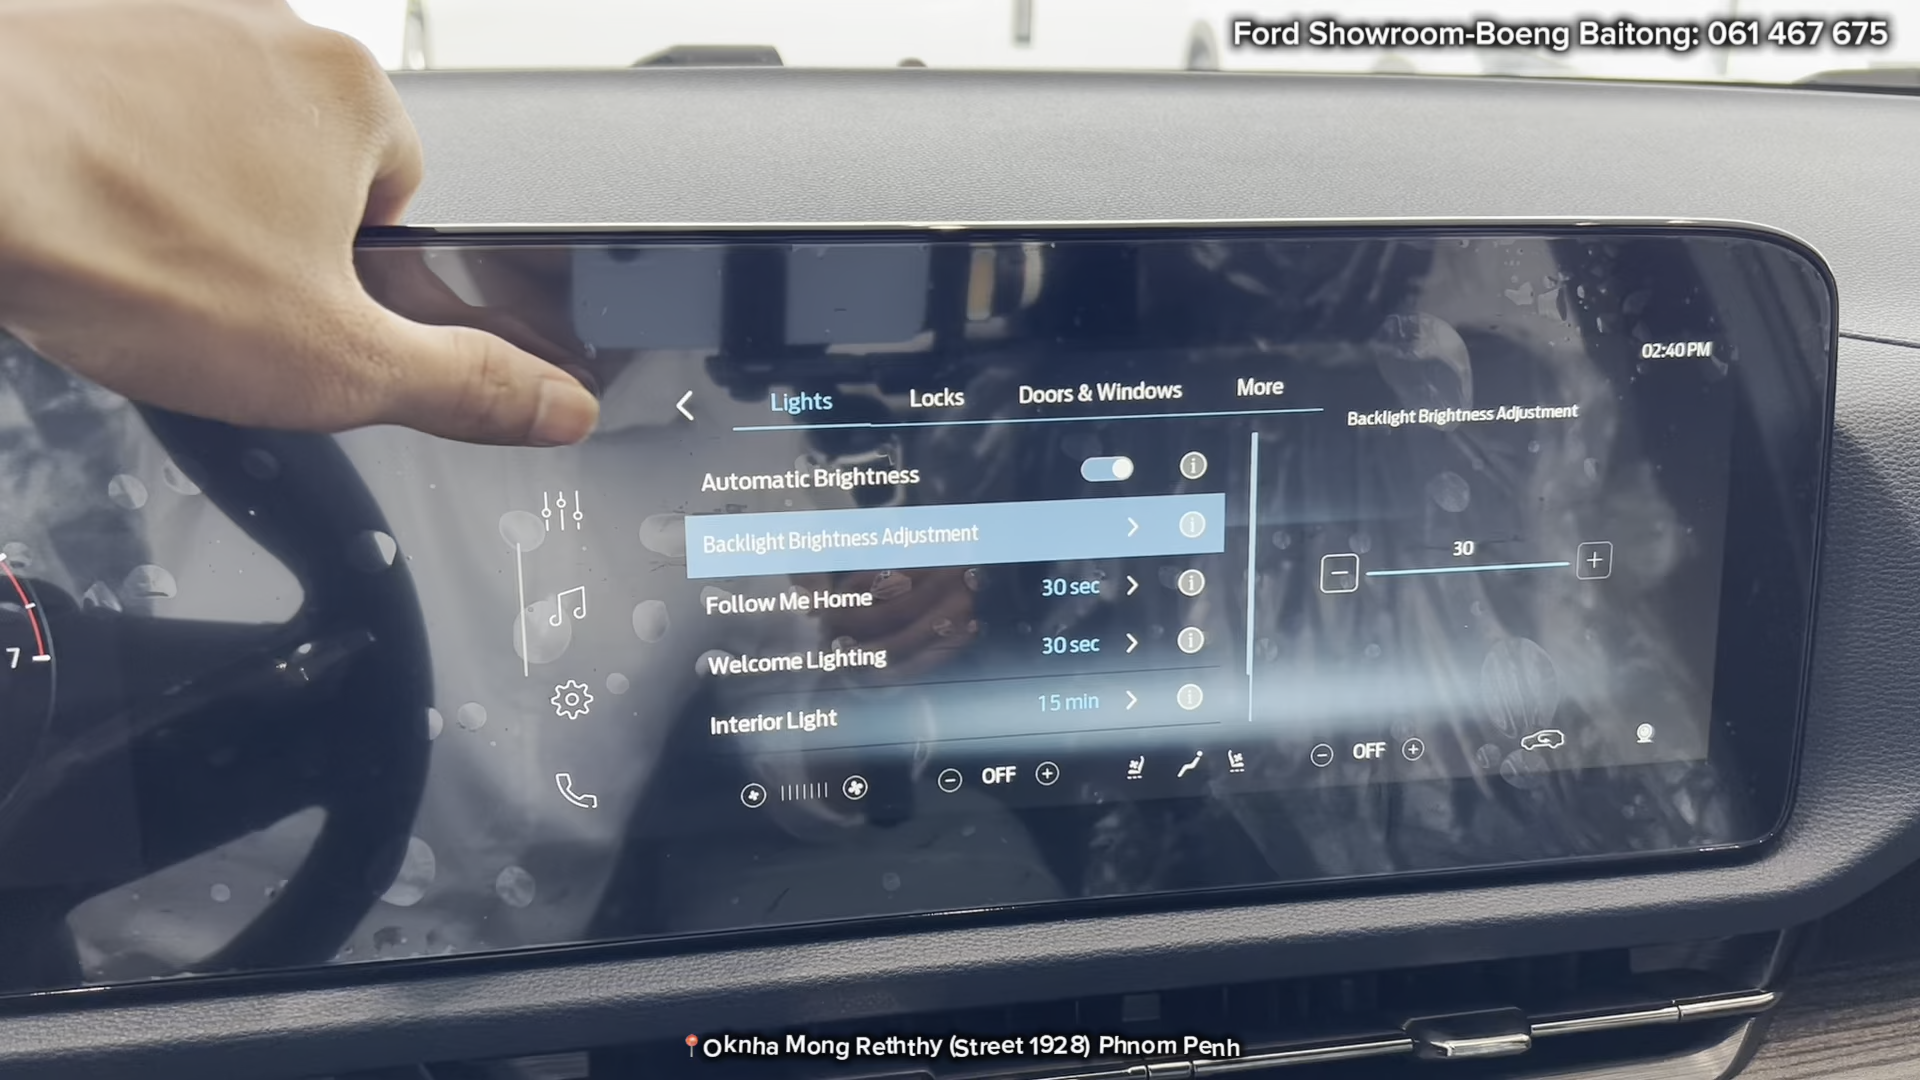 Ford Showroom-Boeng Baitong: 061 467 675
02:40 PM
Lights Locks Doors & Windows More
Backlight Brightness Adjustment
Automatic Brightness
Backlight Brightness Adjustment
30
Follow Me Home 30 sec
Welcome Lighting 30 sec
Interior Light 15 min
OFF OFF
7
Oknha Mong Reththy (Street 1928) Phnom Penh